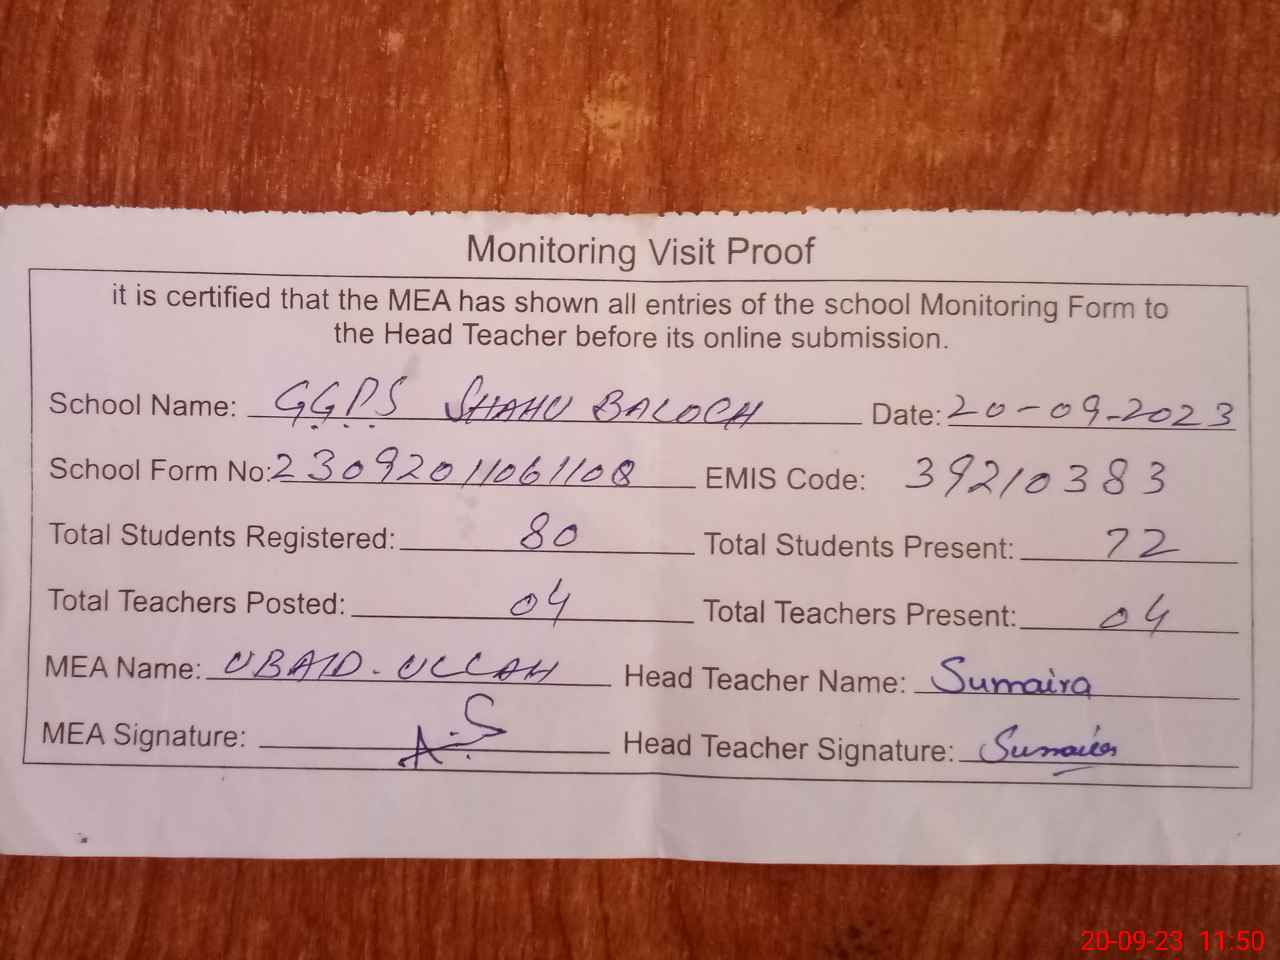 Monitoring Visit Proof
it is certified that the MEA has shown all entries of the school Monitoring Form to
the Head Teacher before its online submission.
School Name: G.G.P.S SHAHU BALOCH Date: 20-09-2023
School Form No: 23092011061108 EMIS Code: 39210383
Total Students Registered: 80 Total Students Present: 72
Total Teachers Posted: 04 Total Teachers Present: 04
MEA Name: UBAID-ULLAH Head Teacher Name: Sumaira
MEA Signature: A.S Head Teacher Signature: Sumaira
20-09-23 11:50